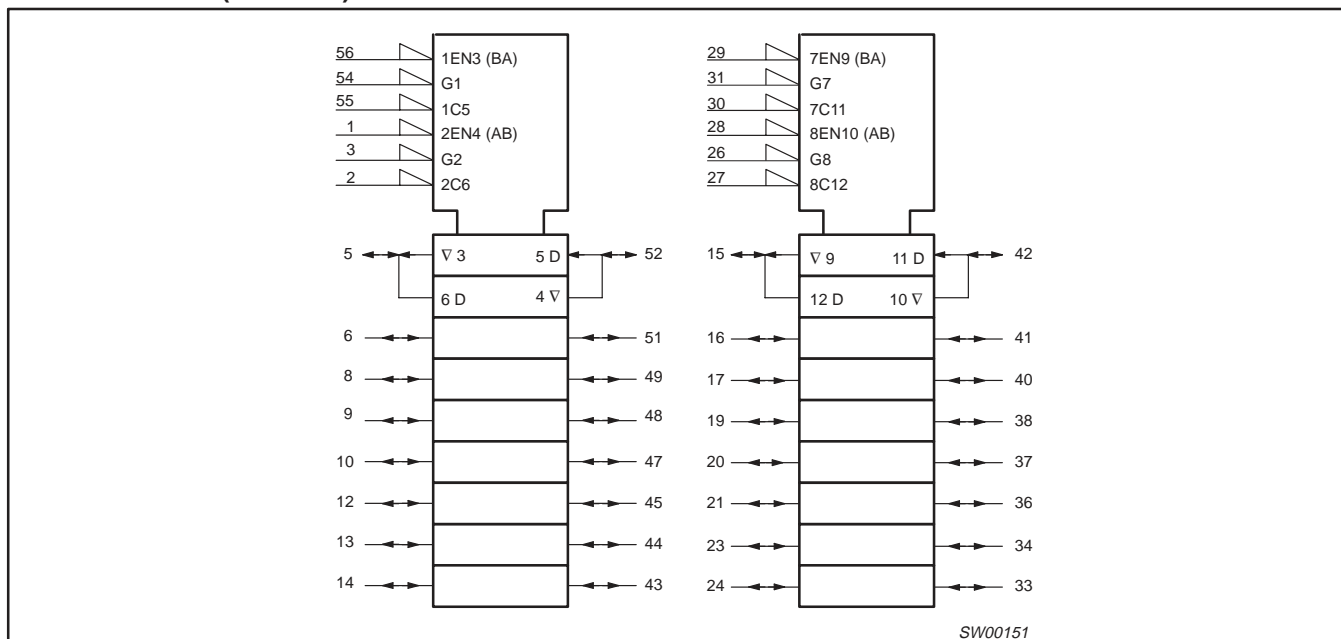 56 1EN3 (BA)
54 G1
55 1C5
1 2EN4 (AB)
3 G2
2 2C6
5 ∇ 3 5 D 52
6 D 4 ∇
6 51
8 49
9 48
10 47
12 45
13 44
14 43
29 7EN9 (BA)
31 G7
30 7C11
28 8EN10 (AB)
26 G8
27 8C12
15 ∇ 9 11 D 42
12 D 10 ∇
16 41
17 40
19 38
20 37
21 36
23 34
24 33
SW00151